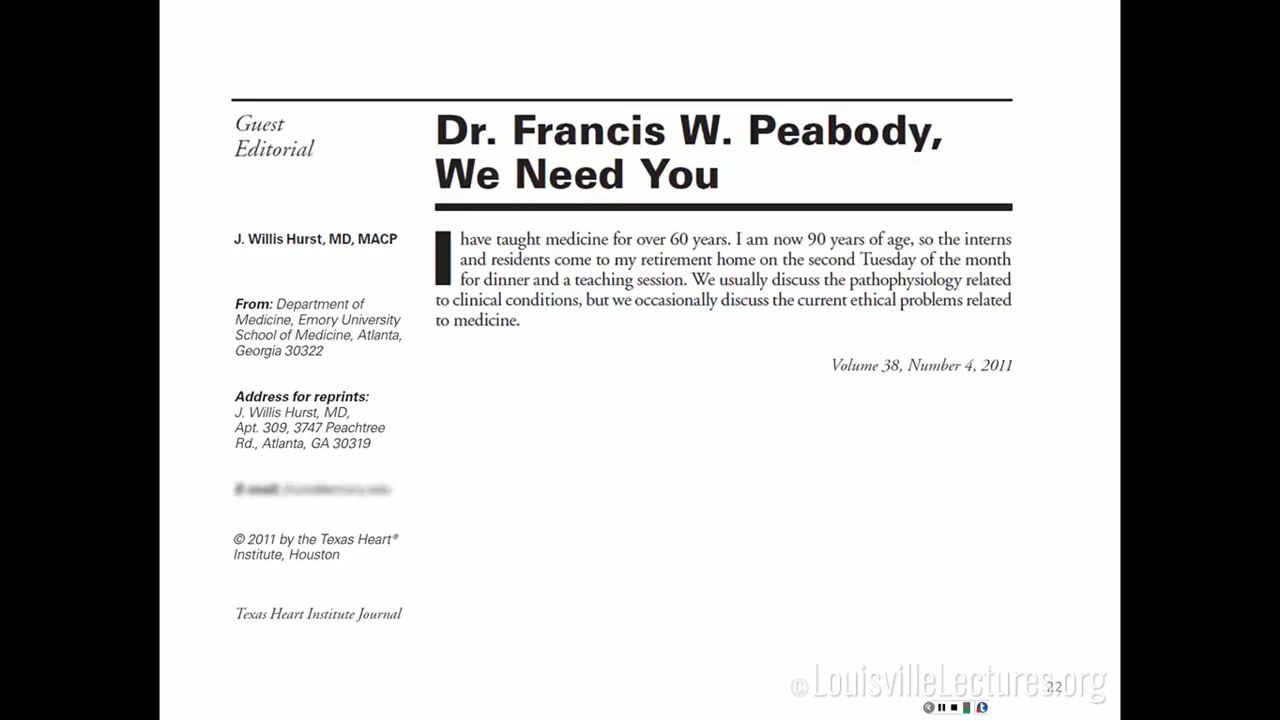 Guest
Editorial
Dr. Francis W. Peabody,
We Need You
J. Willis Hurst, MD, MACP
From: Department of
Medicine, Emory University
School of Medicine, Atlanta,
Georgia 30322
Address for reprints:
J. Willis Hurst, MD,
Apt. 309, 3747 Peachtree
Rd., Atlanta, GA 30319
E-mail:
© 2011 by the Texas Heart®
Institute, Houston
Texas Heart Institute Journal
I have taught medicine for over 60 years. I am now 90 years of age, so the interns
and residents come to my retirement home on the second Tuesday of the month
for dinner and a teaching session. We usually discuss the pathophysiology related
to clinical conditions, but we occasionally discuss the current ethical problems related
to medicine.
Volume 38, Number 4, 2011
© LouisvilleLectures.org
22